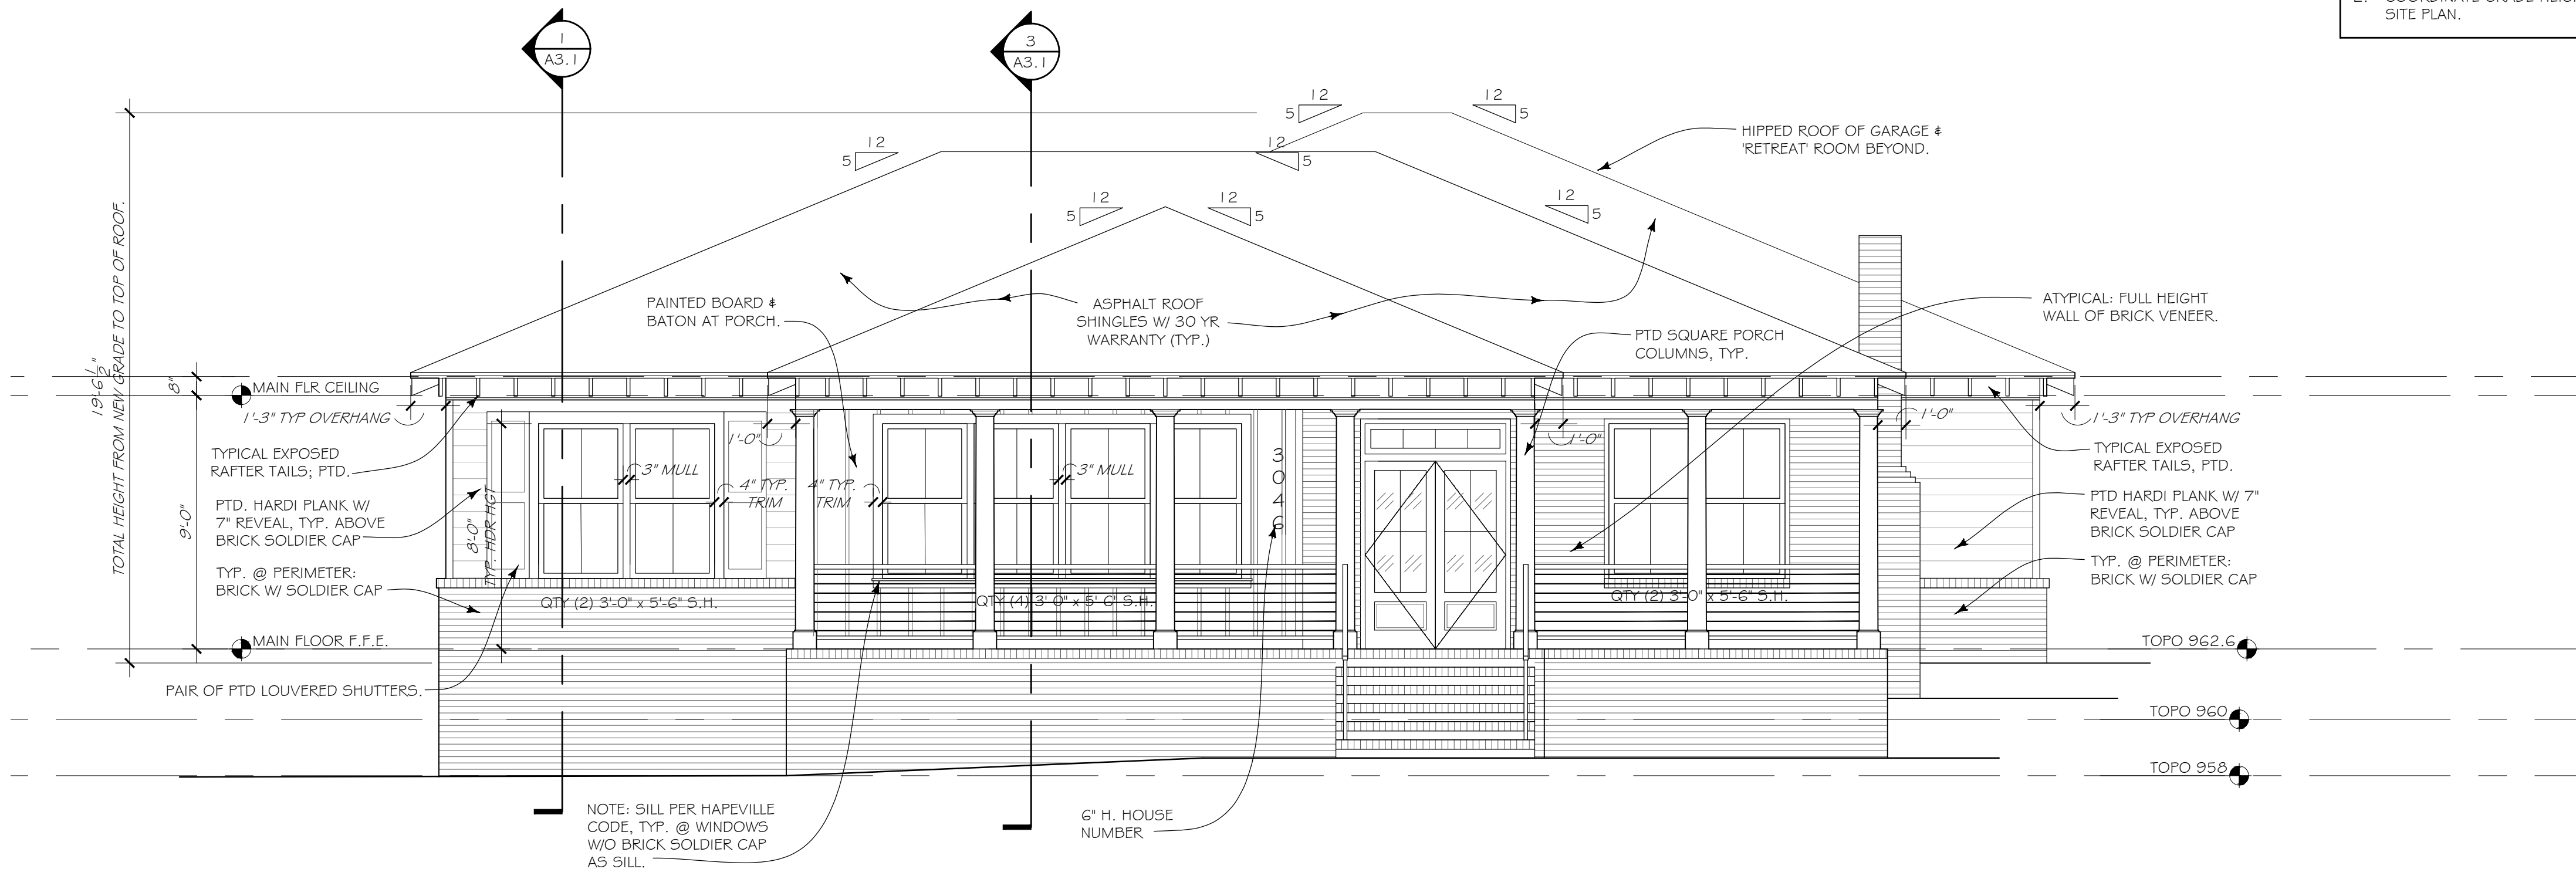 SITE PLAN.
1
A3.1
3
A3.1
12
5
12
5
12
5
12
5
12
5
12
5
12
5
HIPPED ROOF OF GARAGE &
'RETREAT' ROOM BEYOND.
19'-6 1/2"
TOTAL HEIGHT FROM NEW GRADE TO TOP OF ROOF.
8"
9'-0"
MAIN FLR CEILING
1'-3" TYP OVERHANG
TYPICAL EXPOSED
RAFTER TAILS; PTD.
PTD. HARDI PLANK W/
7" REVEAL, TYP. ABOVE
BRICK SOLDIER CAP
TYP. @ PERIMETER:
BRICK W/ SOLDIER CAP
MAIN FLOOR F.F.E.
PAIR OF PTD LOUVERED SHUTTERS.
8'-0"
TYP. HDR HGT
PAINTED BOARD &
BATON AT PORCH.
ASPHALT ROOF
SHINGLES W/ 30 YR
WARRANTY (TYP.)
PTD SQUARE PORCH
COLUMNS, TYP.
ATYPICAL: FULL HEIGHT
WALL OF BRICK VENEER.
1'-0"
3" MULL
4" TYP.
TRIM
4" TYP.
TRIM
3" MULL
3046
1'-0"
1'-0"
1'-3" TYP OVERHANG
TYPICAL EXPOSED
RAFTER TAILS, PTD.
PTD HARDI PLANK W/ 7"
REVEAL, TYP. ABOVE
BRICK SOLDIER CAP
TYP. @ PERIMETER:
BRICK W/ SOLDIER CAP
QTY (2) 3'-0" x 5'-6" S.H.
QTY (4) 3'-0" x 5'-6" S.H.
QTY (2) 3'-0" x 5'-6" S.H.
TOPO 962.6
TOPO 960
TOPO 958
NOTE: SILL PER HAPEVILLE
CODE, TYP. @ WINDOWS
W/O BRICK SOLDIER CAP
AS SILL.
6" H. HOUSE
NUMBER